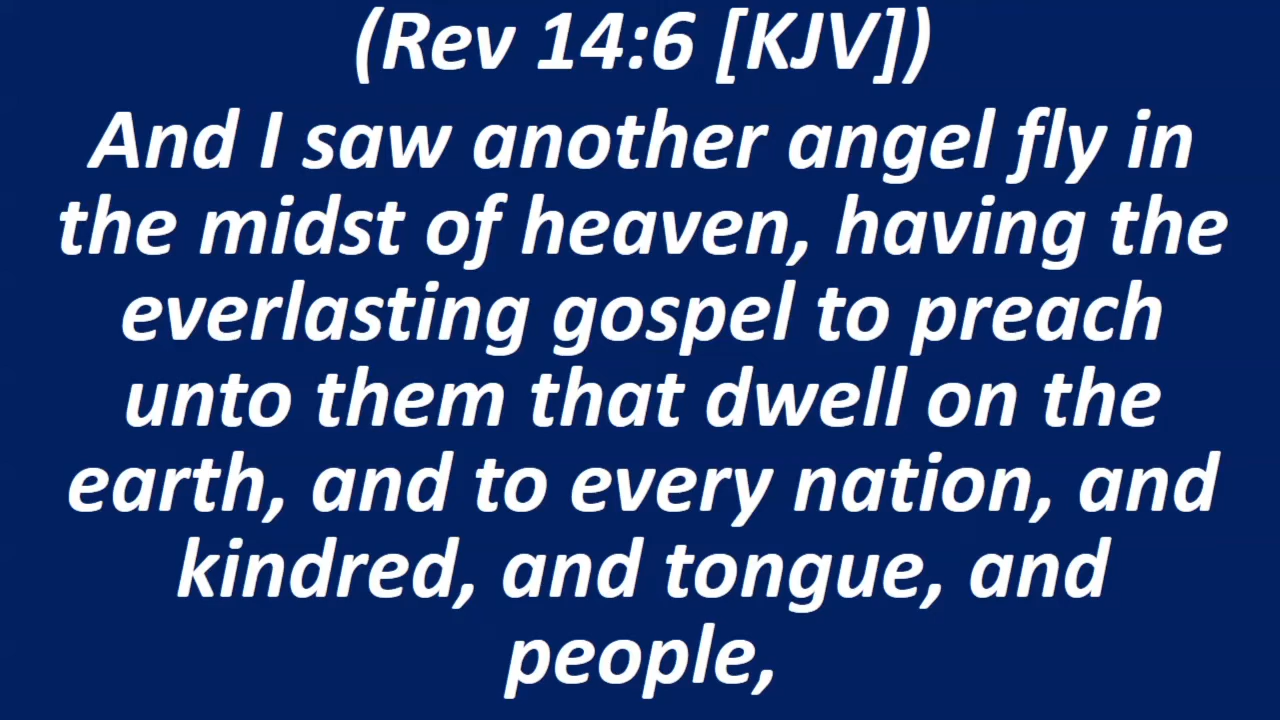 (Rev 14:6 [KJV])
And I saw another angel fly in
the midst of heaven, having the
everlasting gospel to preach
unto them that dwell on the
earth, and to every nation, and
kindred, and tongue, and
people,